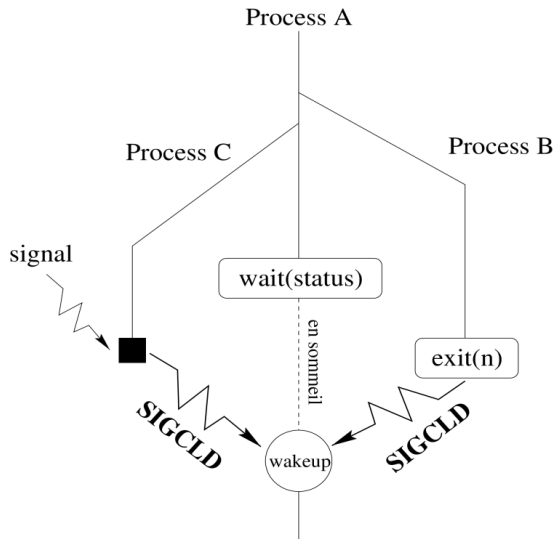 Process A
Process C
Process B
signal
wait(status)
en sommeil
exit(n)
SIGCLD
SIGCLD
wakeup